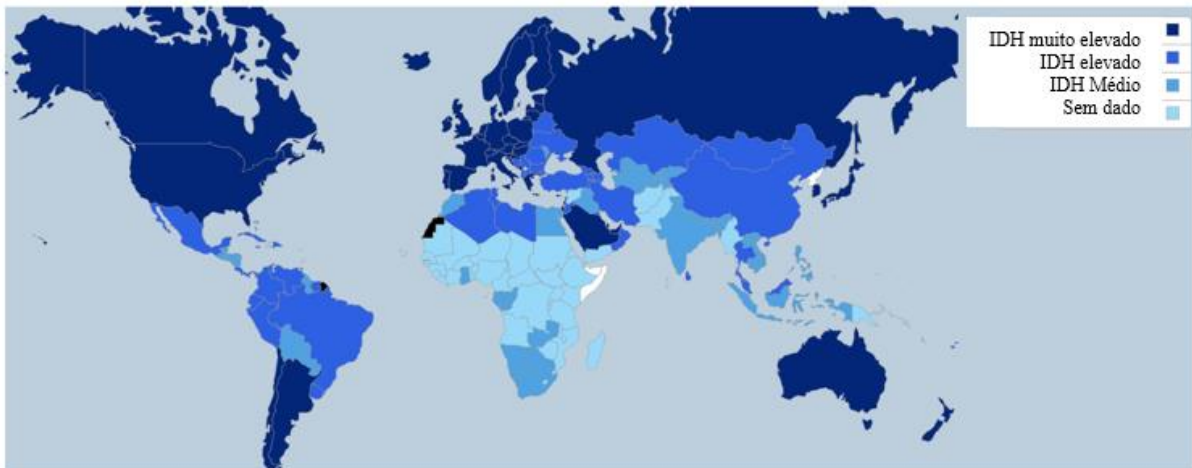 IDH muito elevado
IDH elevado
IDH Médio
Sem dado